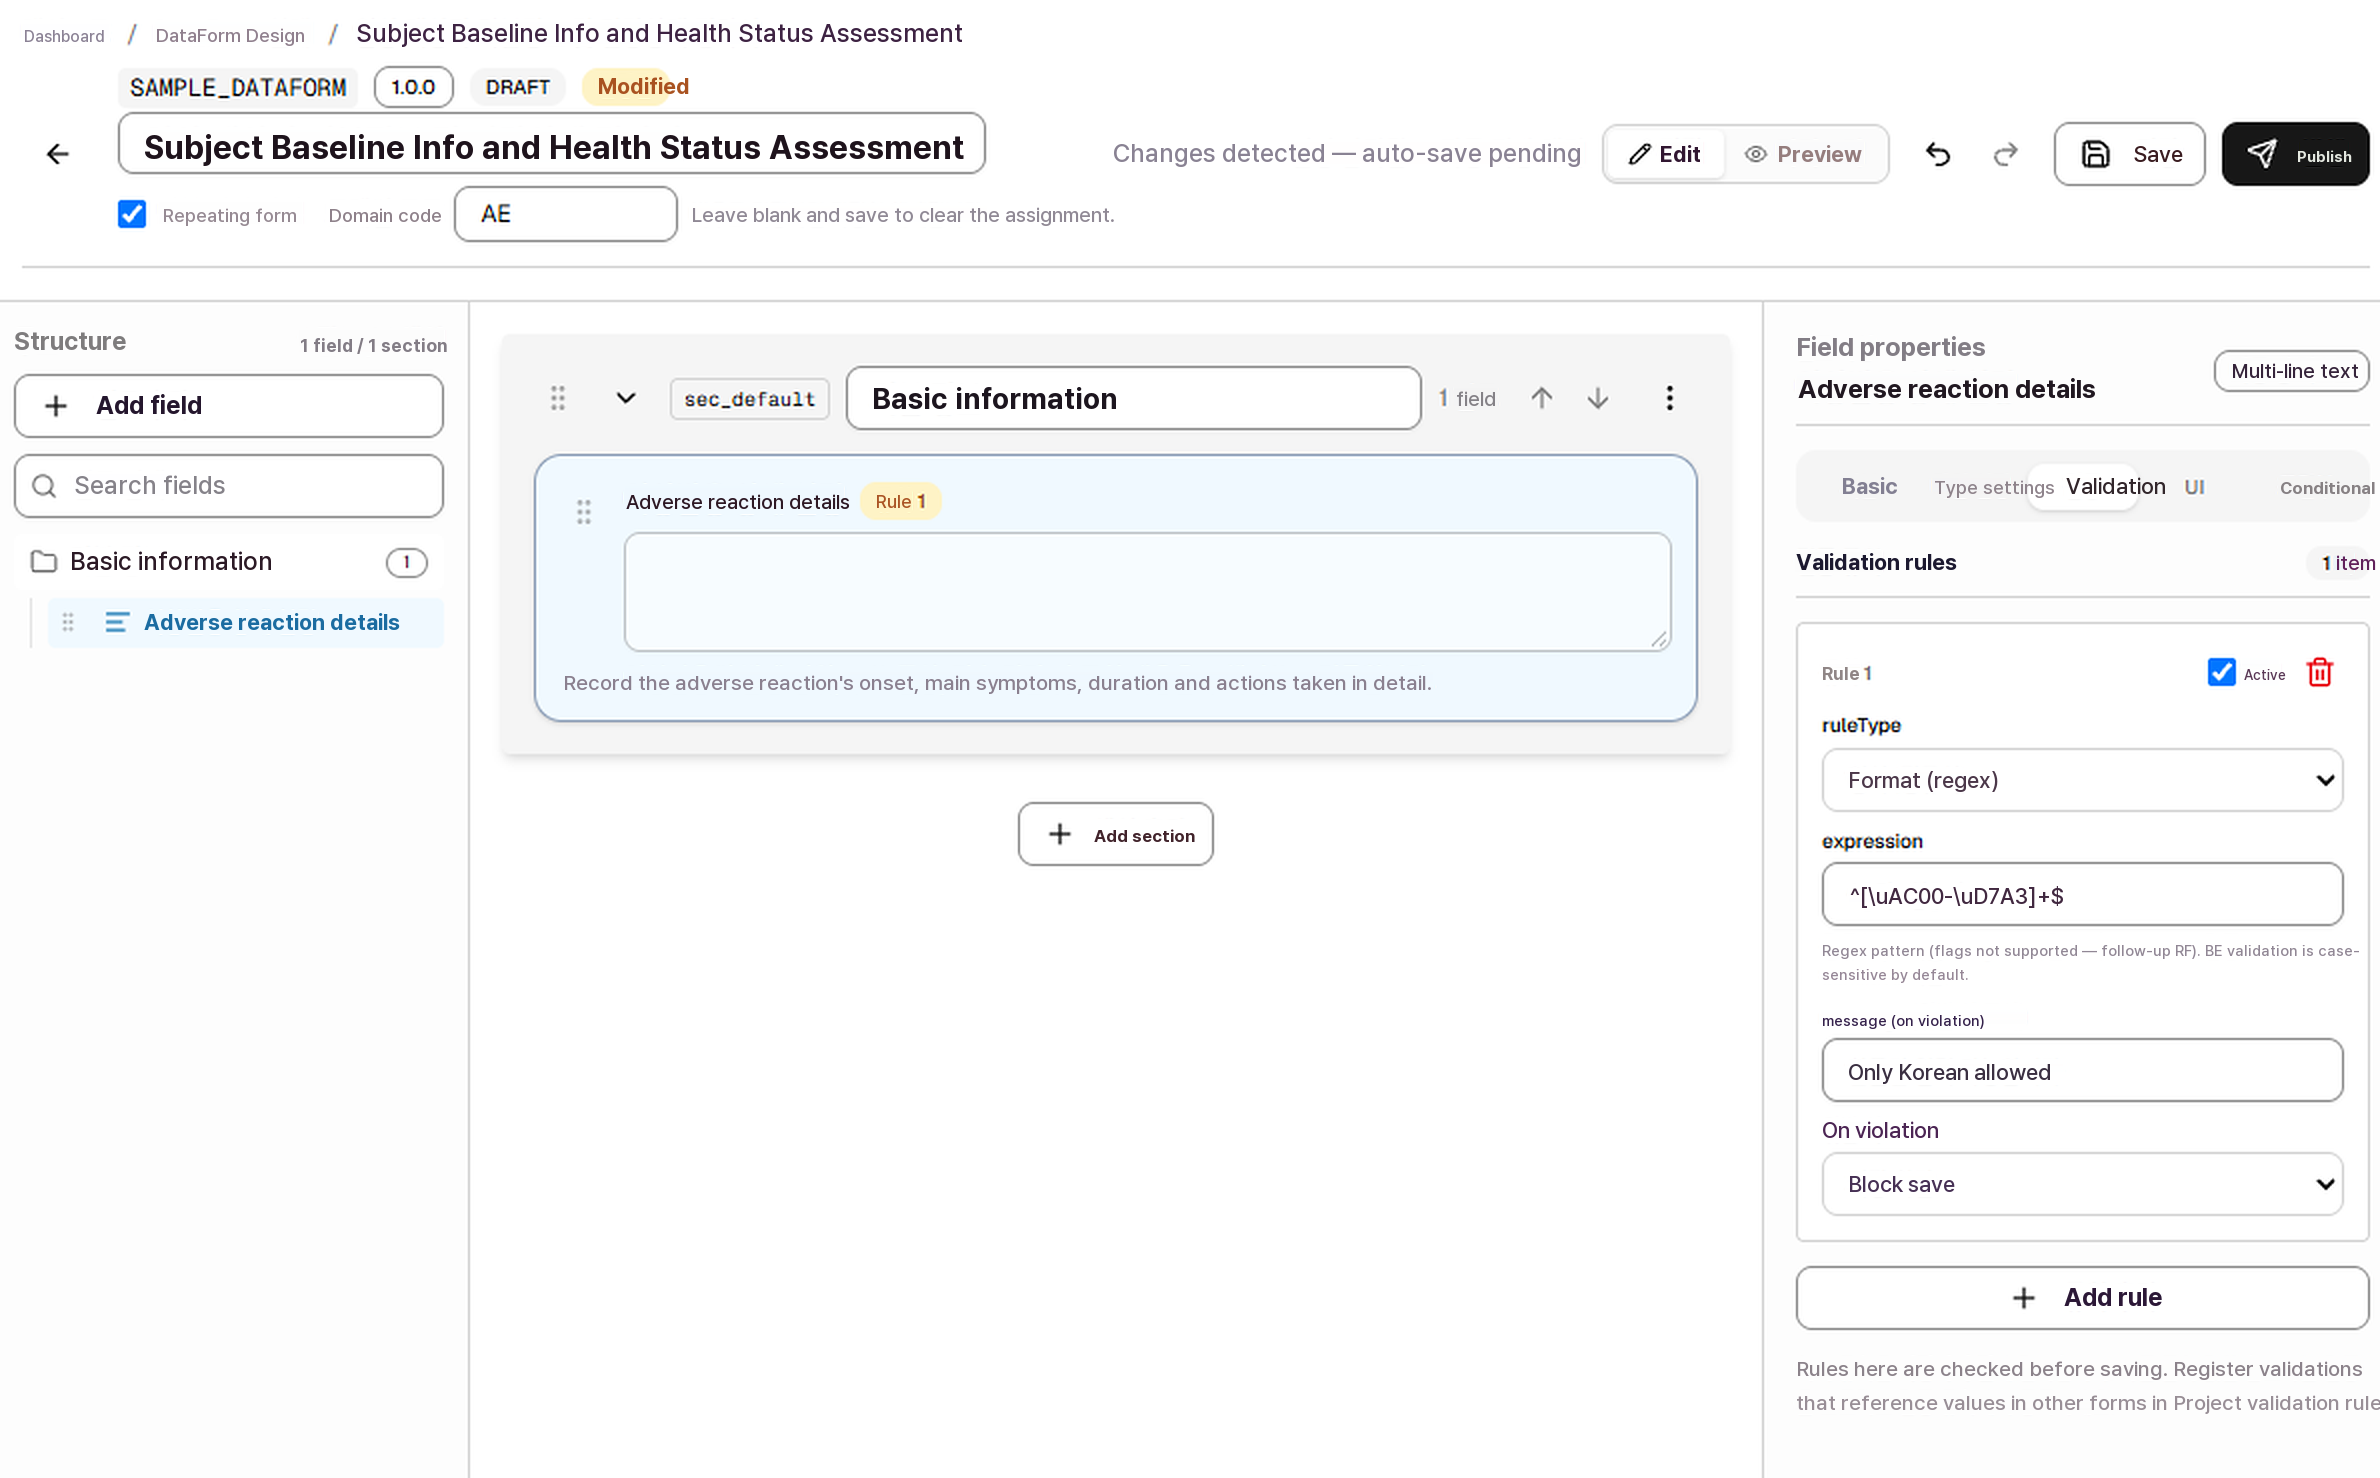 Dashboard / DataForm Design / Subject Baseline Info and Health Status Assessment
SAMPLE_DATAFORM 1.0.0 DRAFT Modified
Subject Baseline Info and Health Status Assessment
Changes detected — auto-save pending
Edit Preview
Save
Publish
Repeating form Domain code AE Leave blank and save to clear the assignment.
Structure 1 field / 1 section
Add field
Search fields
Basic information 1
Adverse reaction details
sec_default Basic information 1 field
Adverse reaction details Rule 1
Record the adverse reaction's onset, main symptoms, duration and actions taken in detail.
Add section
Field properties
Adverse reaction details
Multi-line text
Basic Type settings Validation UI Conditional
Validation rules 1 item
Rule 1 Active
ruleType
Format (regex)
expression
^[\uAC00-\uD7A3]+$
Regex pattern (flags not supported — follow-up RF). BE validation is case-
sensitive by default.
message (on violation)
Only Korean allowed
On violation
Block save
Add rule
Rules here are checked before saving. Register validations
that reference values in other forms in Project validation rule